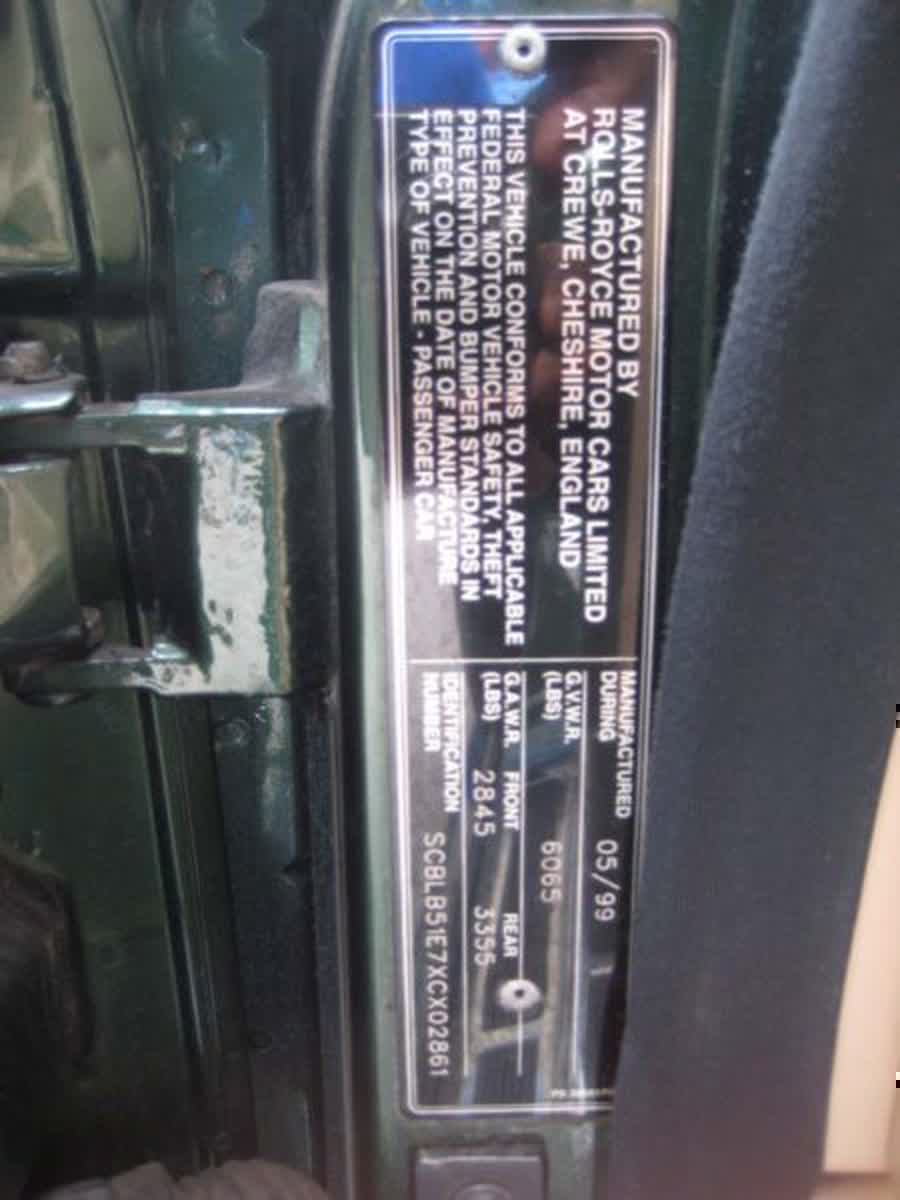 MANUFACTURED BY
ROLLS-ROYCE MOTOR CARS LIMITED
AT CREWE, CHESHIRE, ENGLAND
THIS VEHICLE CONFORMS TO ALL APPLICABLE
FEDERAL MOTOR VEHICLE SAFETY, THEFT
PREVENTION AND BUMPER STANDARDS IN
EFFECT ON THE DATE OF MANUFACTURE
TYPE OF VEHICLE - PASSENGER CAR
MANUFACTURED
DURING 05/99
G.V.W.R.
(LBS) 6065
G.A.W.R. FRONT REAR
(LBS) 2845 3355
IDENTIFICATION
NUMBER SCBLB51E7XCX02861